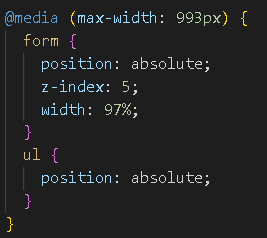 @media (max-width: 993px) {
  form {
    position: absolute;
    z-index: 5;
    width: 97%;
  }
  ul {
    position: absolute;
  }
}